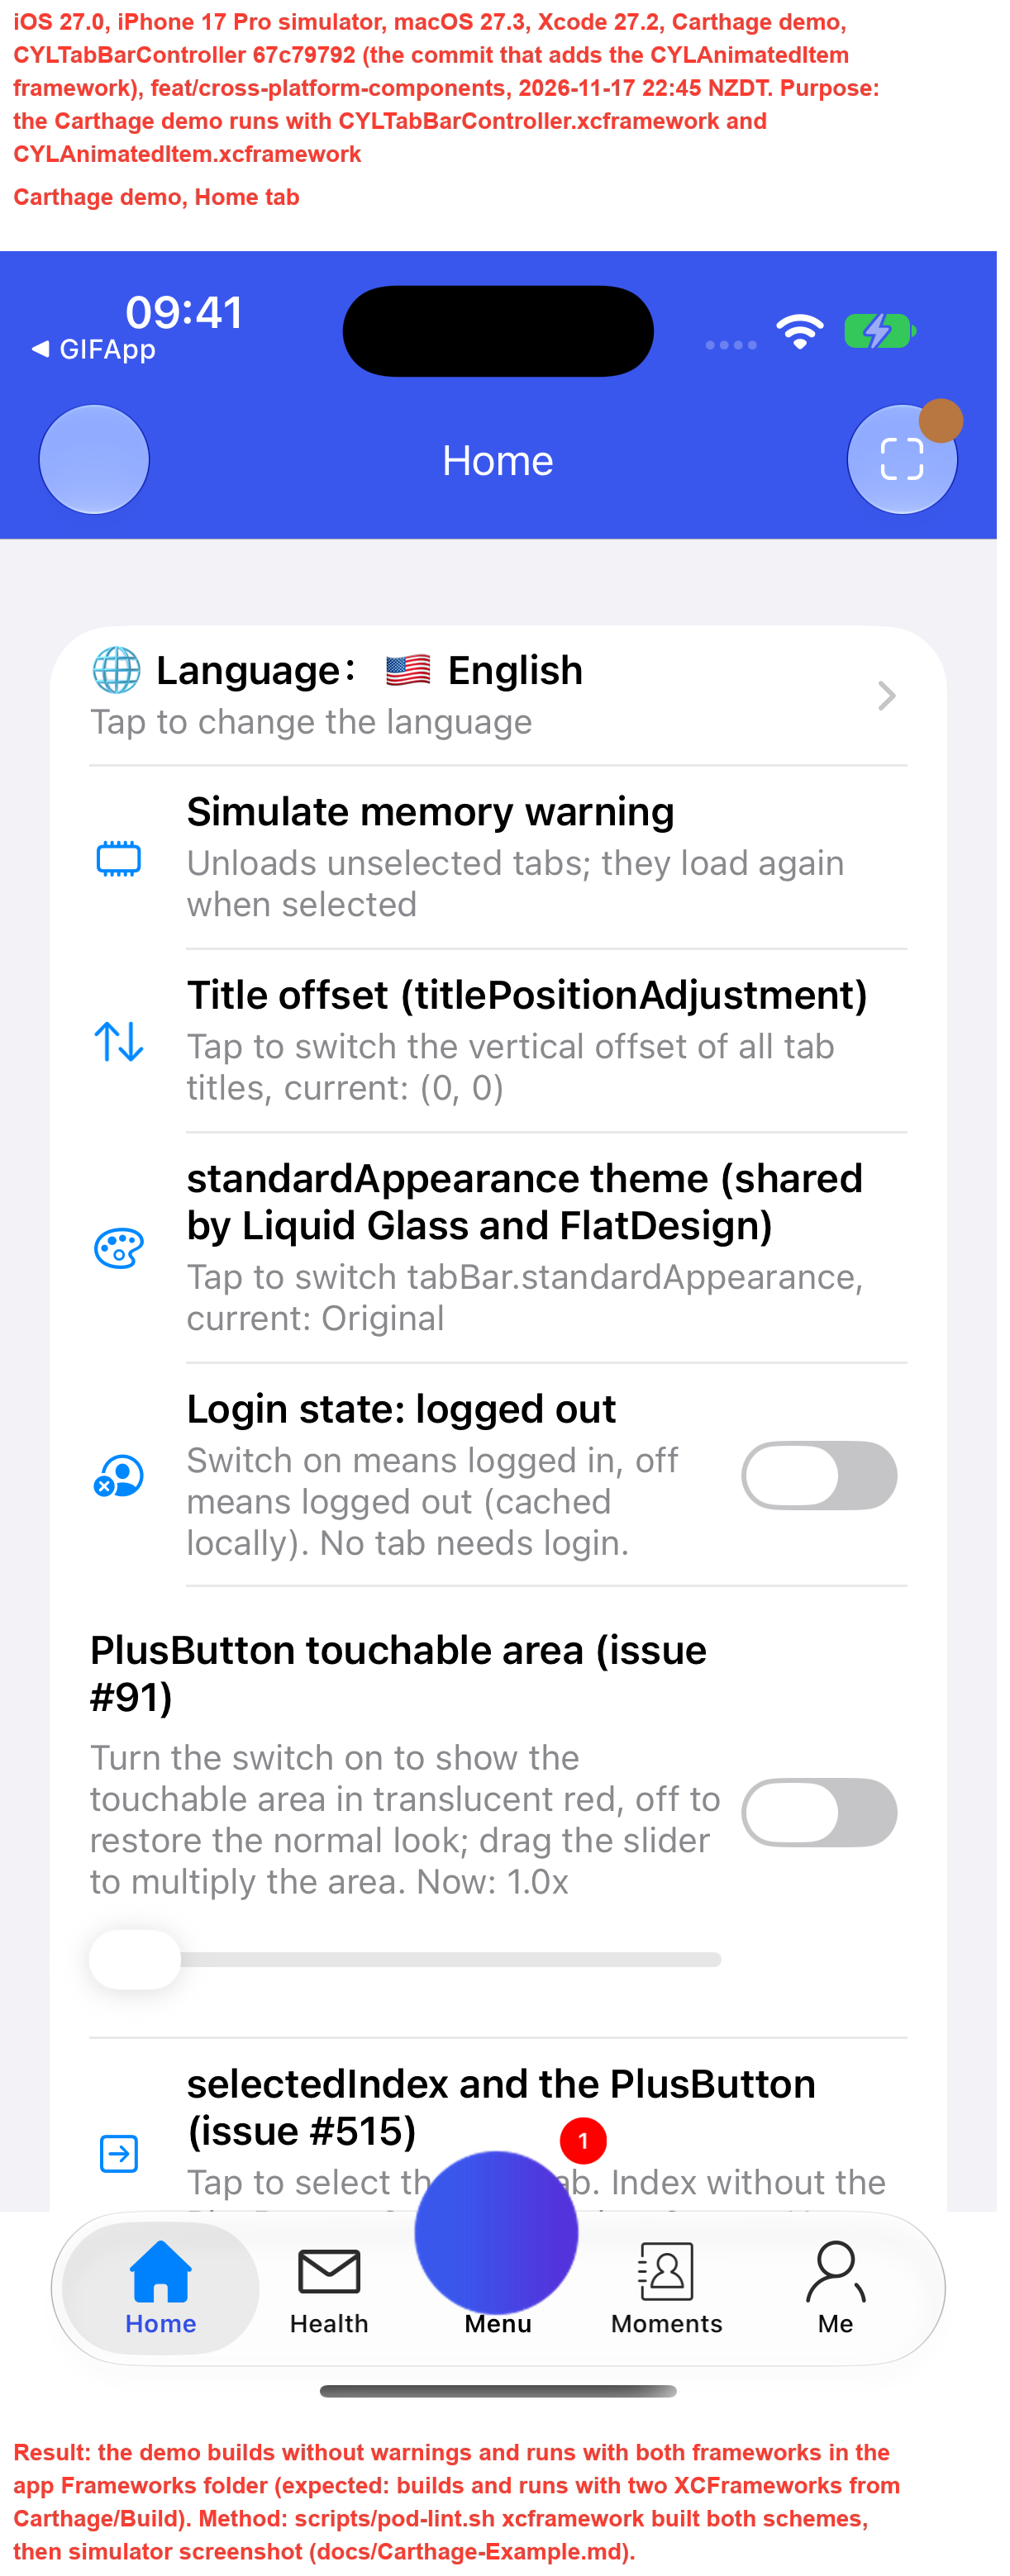 iOS 27.0, iPhone 17 Pro simulator, macOS 27.3, Xcode 27.2, Carthage demo,
CYLTabBarController 67c79792 (the commit that adds the CYLAnimatedItem
framework), feat/cross-platform-components, 2026-11-17 22:45 NZDT. Purpose:
the Carthage demo runs with CYLTabBarController.xcframework and
CYLAnimatedItem.xcframework
Carthage demo, Home tab
09:41
◀ GIFApp
Home
Language: English
Tap to change the language
Simulate memory warning
Unloads unselected tabs; they load again
when selected
Title offset (titlePositionAdjustment)
Tap to switch the vertical offset of all tab
titles, current: (0, 0)
standardAppearance theme (shared
by Liquid Glass and FlatDesign)
Tap to switch tabBar.standardAppearance,
current: Original
Login state: logged out
Switch on means logged in, off
means logged out (cached
locally). No tab needs login.
PlusButton touchable area (issue
#91)
Turn the switch on to show the
touchable area in translucent red, off to
restore the normal look; drag the slider
to multiply the area. Now: 1.0x
selectedIndex and the PlusButton
(issue #515)
1
Tap to select th ab. Index without the
Home
Health
Menu
Moments
Me
Result: the demo builds without warnings and runs with both frameworks in the
app Frameworks folder (expected: builds and runs with two XCFrameworks from
Carthage/Build). Method: scripts/pod-lint.sh xcframework built both schemes,
then simulator screenshot (docs/Carthage-Example.md).